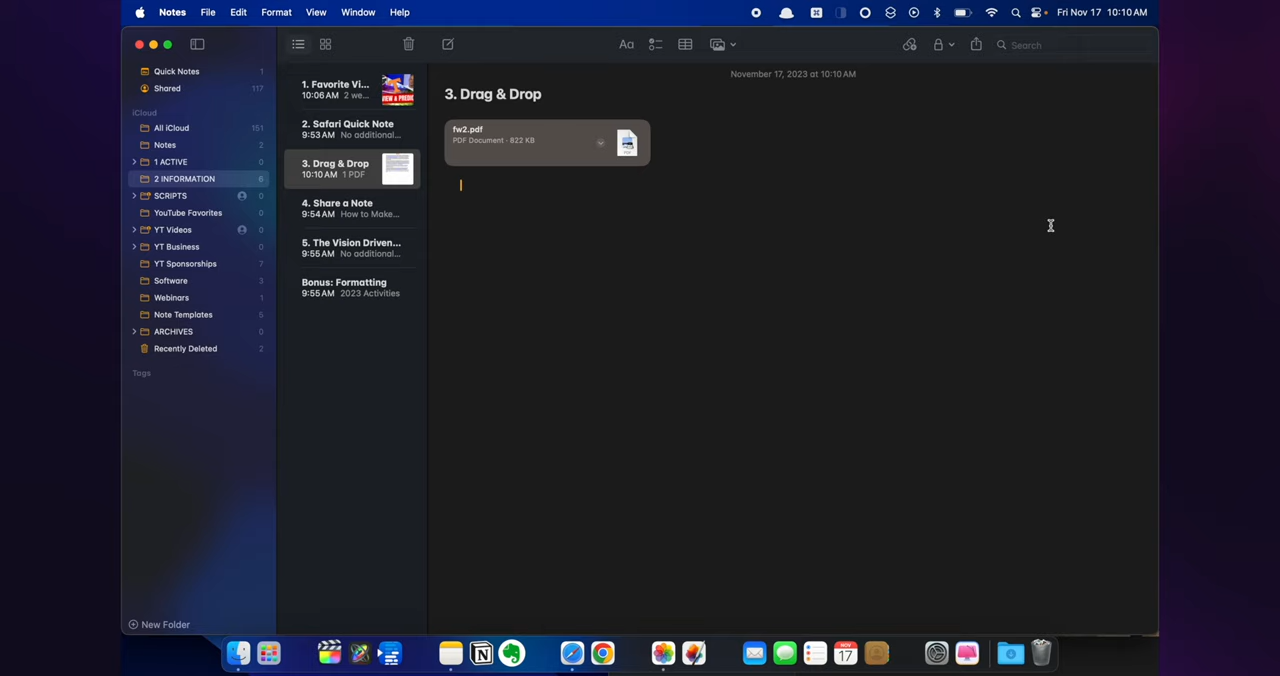 Notes File Edit Format View Window Help
Fri Nov 17 10:10 AM
Search
Quick Notes 1
Shared 117
iCloud
All iCloud 151
Notes 2
1 ACTIVE 0
2 INFORMATION 6
SCRIPTS 0
YouTube Favorites 0
YT Videos 0
YT Business 0
YT Sponsorships 7
Software 3
Webinars 1
Note Templates 5
ARCHIVES 0
Recently Deleted 2
Tags
New Folder
1. Favorite Vi...
10:06 AM 2 we...
2. Safari Quick Note
9:53 AM No additional...
3. Drag & Drop
10:10 AM 1 PDF
4. Share a Note
9:54 AM How to Make...
5. The Vision Driven...
9:55 AM No additional...
Bonus: Formatting
9:55 AM 2023 Activities
Aa
November 17, 2023 at 10:10 AM
3. Drag & Drop
fw2.pdf
PDF Document · 822 KB
PDF
NOV
17